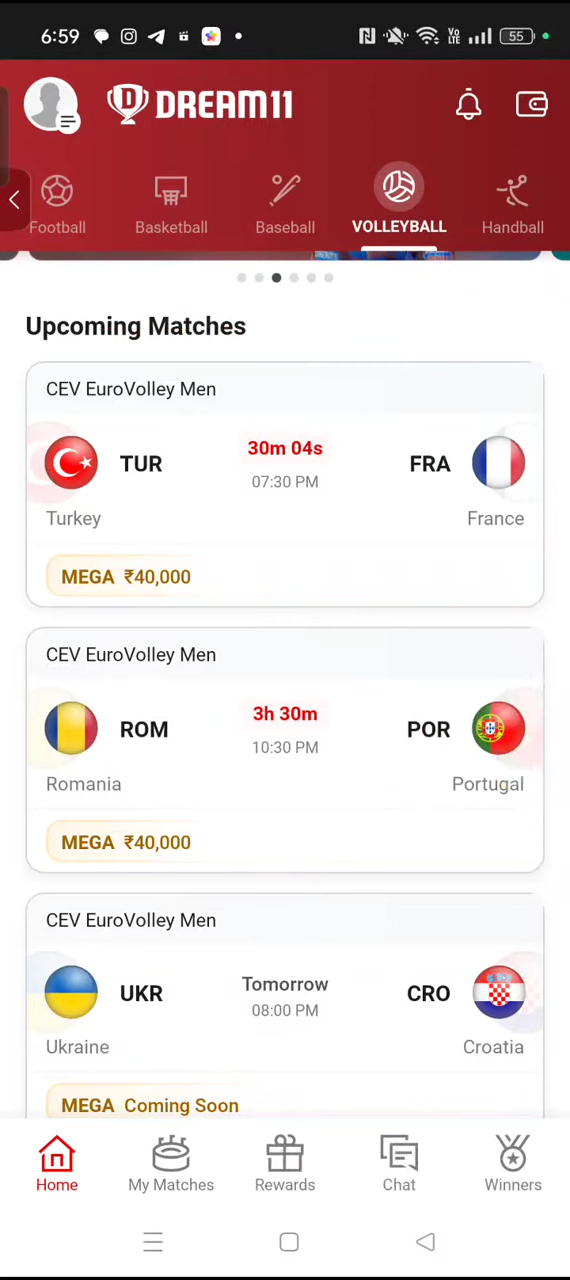 6:59
Vo LTE
55
DREAM11
Football
Basketball
Baseball
VOLLEYBALL
Handball
Upcoming Matches
CEV EuroVolley Men
TUR
30m 04s
FRA
07:30 PM
Turkey
France
MEGA ₹40,000
CEV EuroVolley Men
ROM
3h 30m
POR
10:30 PM
Romania
Portugal
MEGA ₹40,000
CEV EuroVolley Men
UKR
Tomorrow
CRO
08:00 PM
Ukraine
Croatia
MEGA Coming Soon
Home
My Matches
Rewards
Chat
Winners